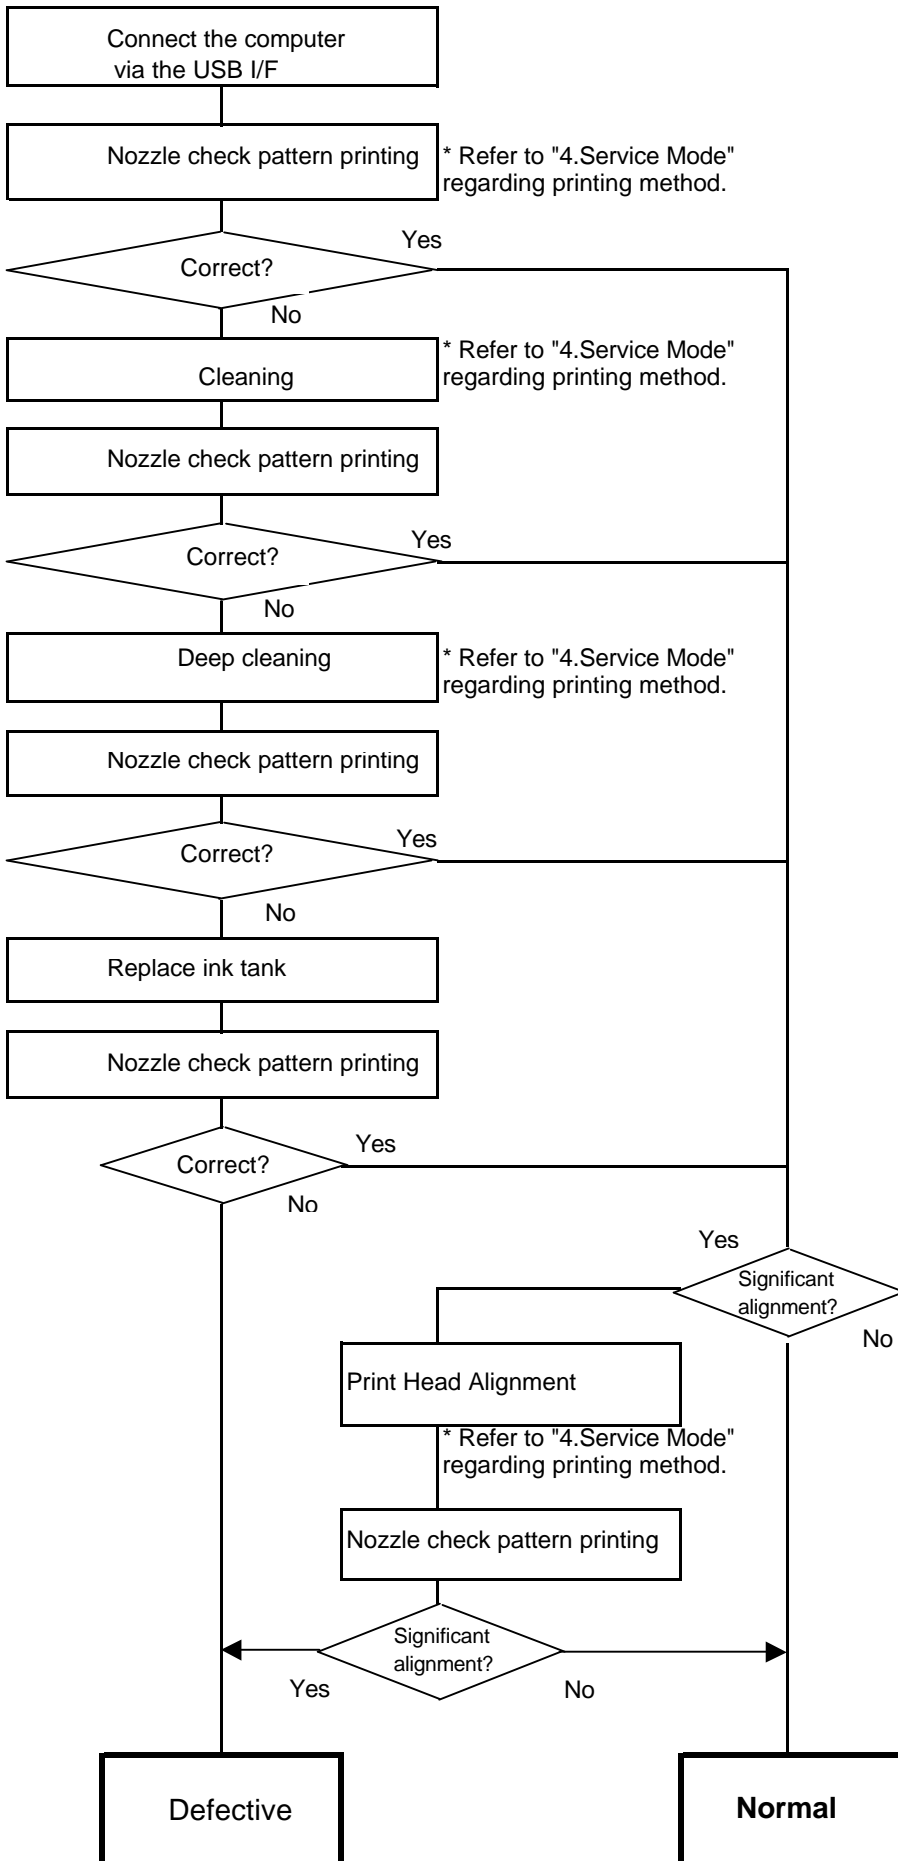 Connect the computer
via the USB I/F
Nozzle check pattern printing
* Refer to "4.Service Mode"
regarding printing method.
Yes
Correct?
No
* Refer to "4.Service Mode"
regarding printing method.
Cleaning
Nozzle check pattern printing
Yes
Correct?
No
Deep cleaning
* Refer to "4.Service Mode"
regarding printing method.
Nozzle check pattern printing
Yes
Correct?
No
Replace ink tank
Nozzle check pattern printing
Yes
Correct?
No
Yes
Significant
alignment?
No
Print Head Alignment
* Refer to "4.Service Mode"
regarding printing method.
Nozzle check pattern printing
Significant
alignment?
Yes
No
Defective
Normal